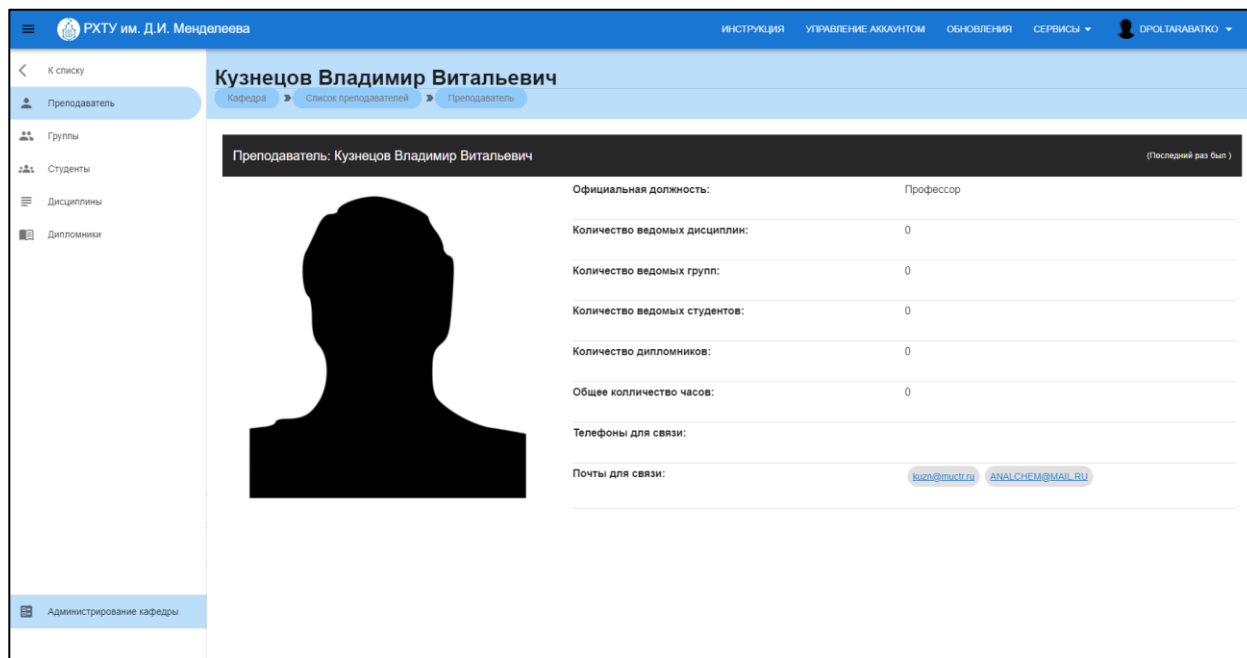 РХТУ им. Д.И. Менделеева
ИНСТРУКЦИЯ УПРАВЛЕНИЕ АККАУНТОМ ОБНОВЛЕНИЯ СЕРВИСЫ DPOLTARABATKO
К списку
Преподаватель
Группы
Студенты
Дисциплины
Дипломники
Администрирование кафедры
Кузнецов Владимир Витальевич
Кафедра Список преподавателей Преподаватель
Преподаватель: Кузнецов Владимир Витальевич (Последний раз был )
Официальная должность: Профессор
Количество ведомых дисциплин: 0
Количество ведомых групп: 0
Количество ведомых студентов: 0
Количество дипломников: 0
Общее колличество часов: 0
Телефоны для связи:
Почты для связи: kuzn@muctr.ru ANALCHEM@MAIL.RU